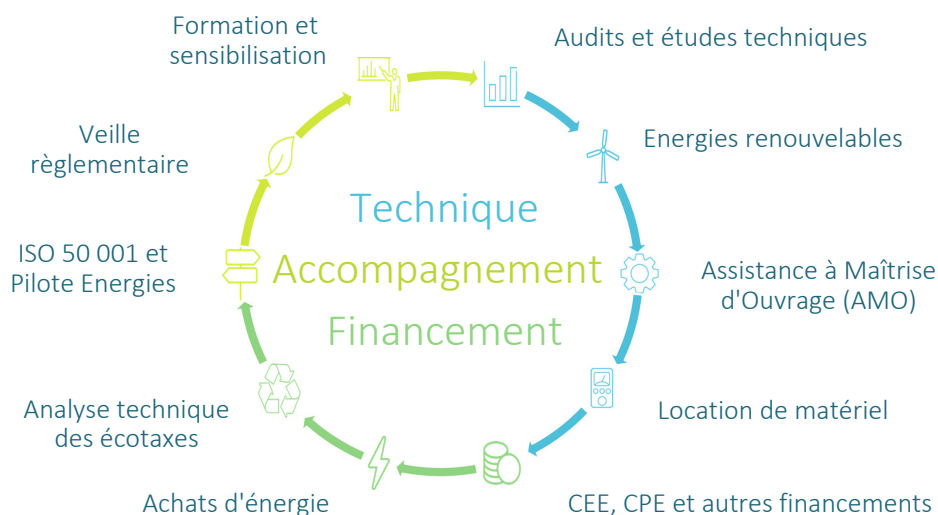 Formation et
sensibilisation
Audits et études techniques
Veille
règlementaire
Energies renouvelables
Technique
Accompagnement
Financement
ISO 50 001 et
Pilote Energies
Assistance à Maîtrise
d'Ouvrage (AMO)
Analyse technique
des écotaxes
Location de matériel
Achats d'énergie
CEE, CPE et autres financements